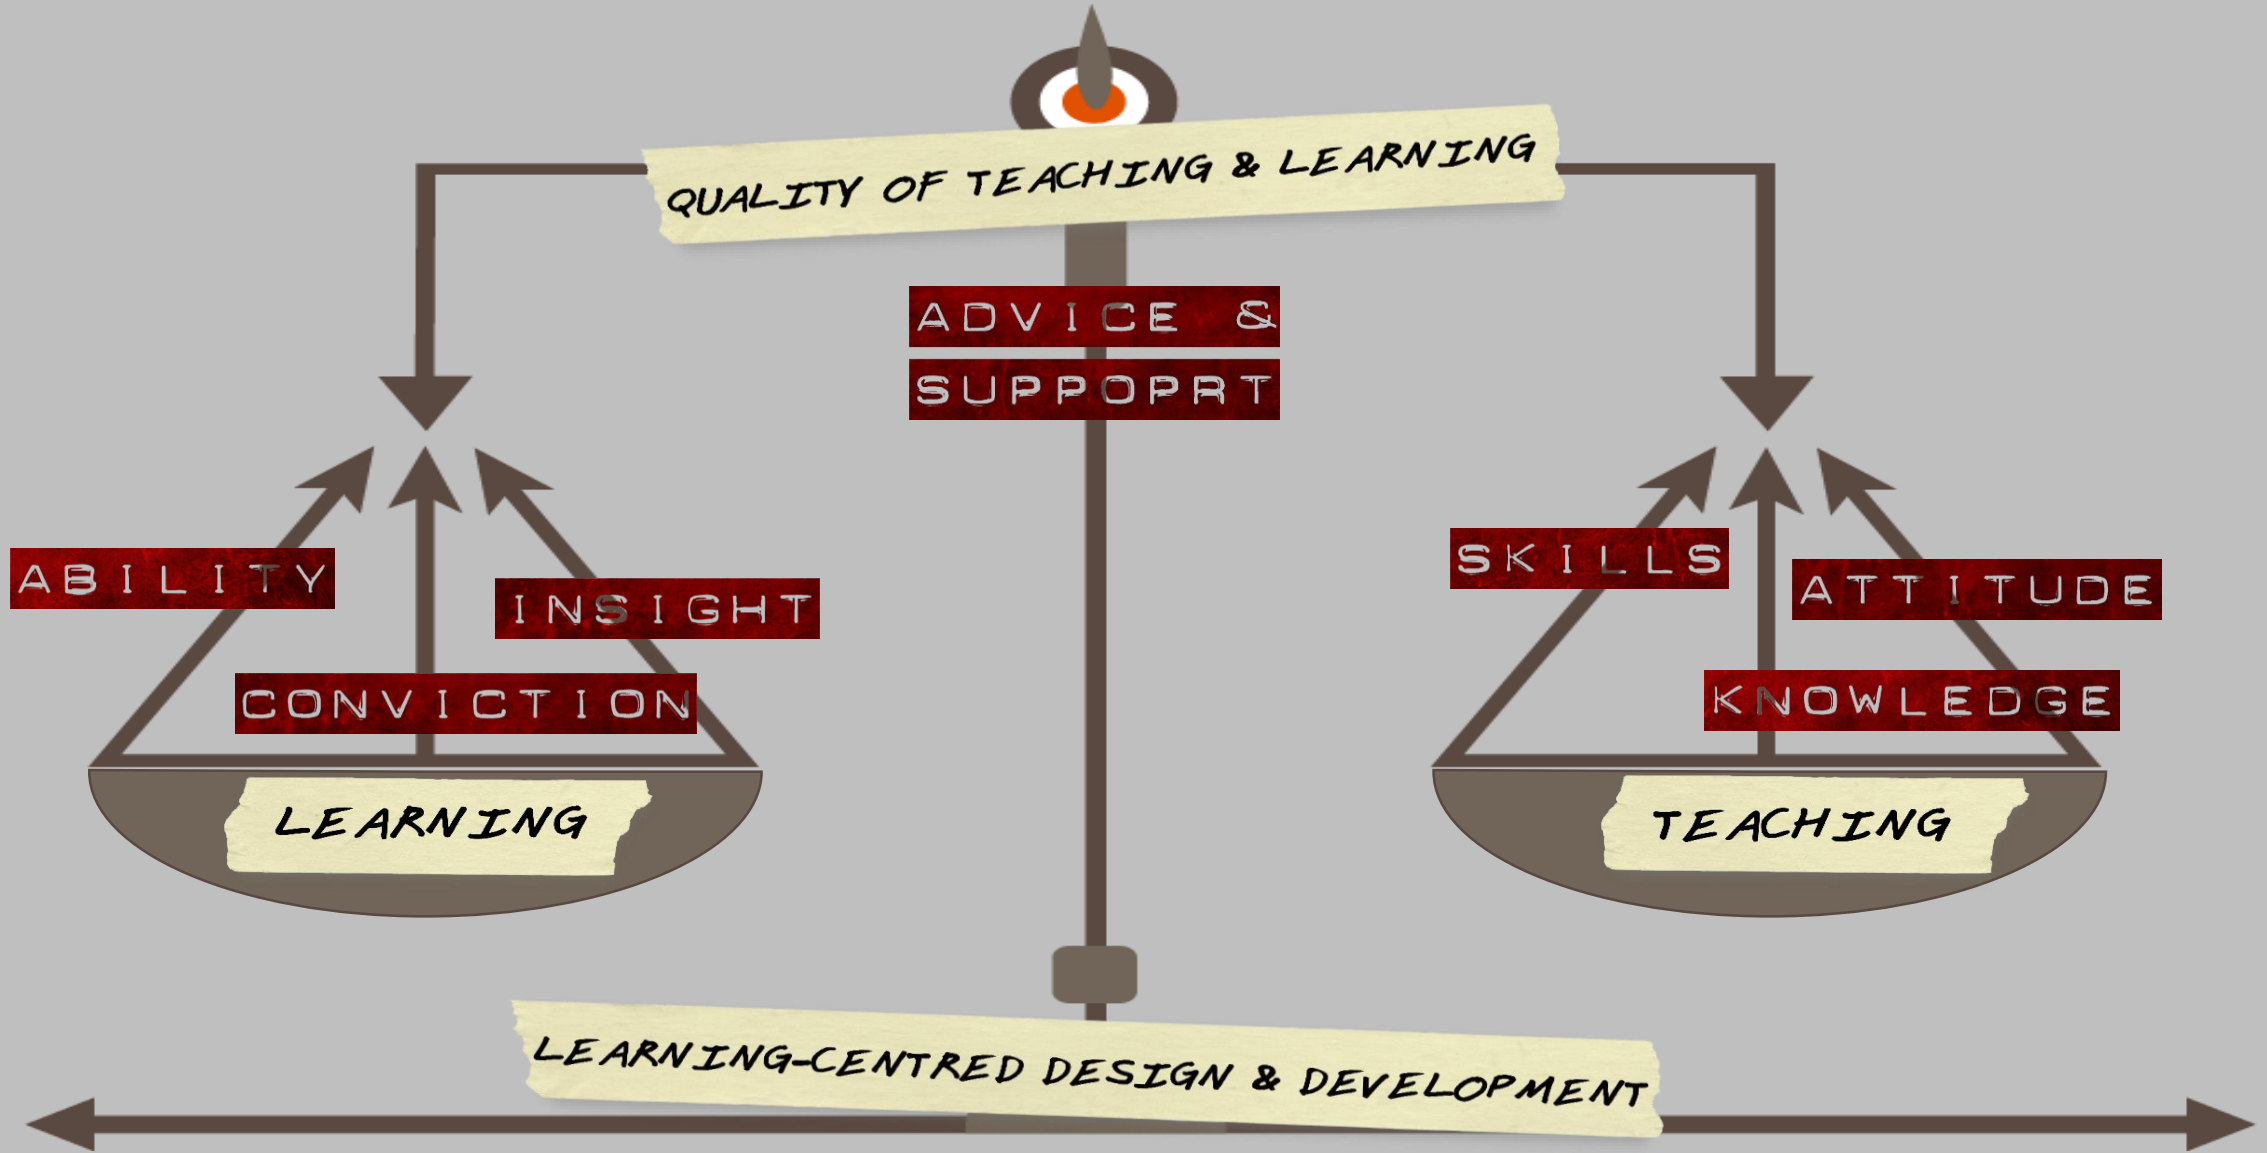 QUALITY OF TEACHING & LEARNING
ADVICE &
SUPPOPRT
ABILITY
INSIGHT
CONVICTION
LEARNING
SKILLS
ATTITUDE
KNOWLEDGE
TEACHING
LEARNING-CENTRED DESIGN & DEVELOPMENT